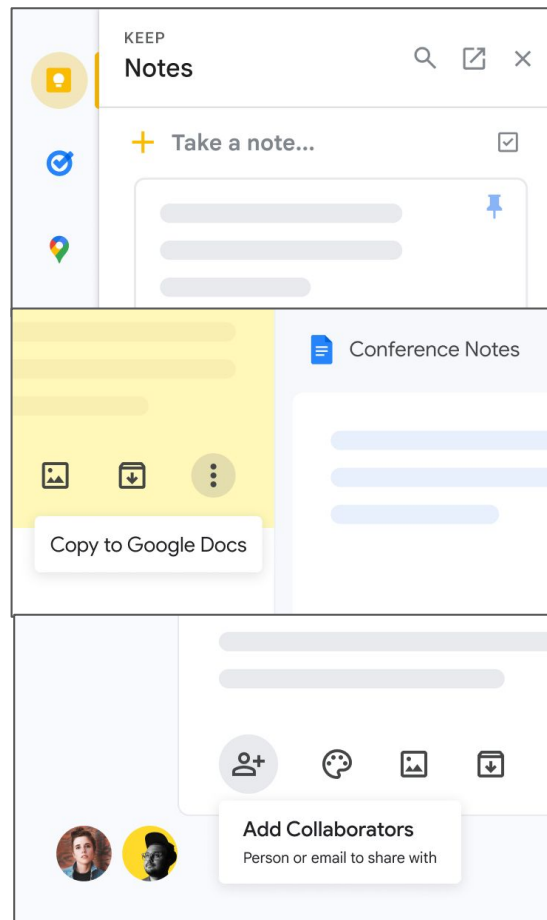 KEEP
Notes
Take a note...
Conference Notes
Copy to Google Docs
Add Collaborators
Person or email to share with